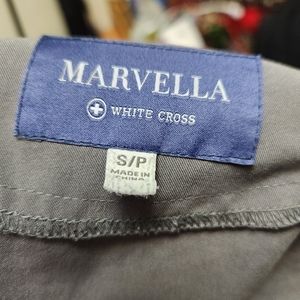 MARVELLA
WHITE CROSS
S/P
MADE IN
CHINA